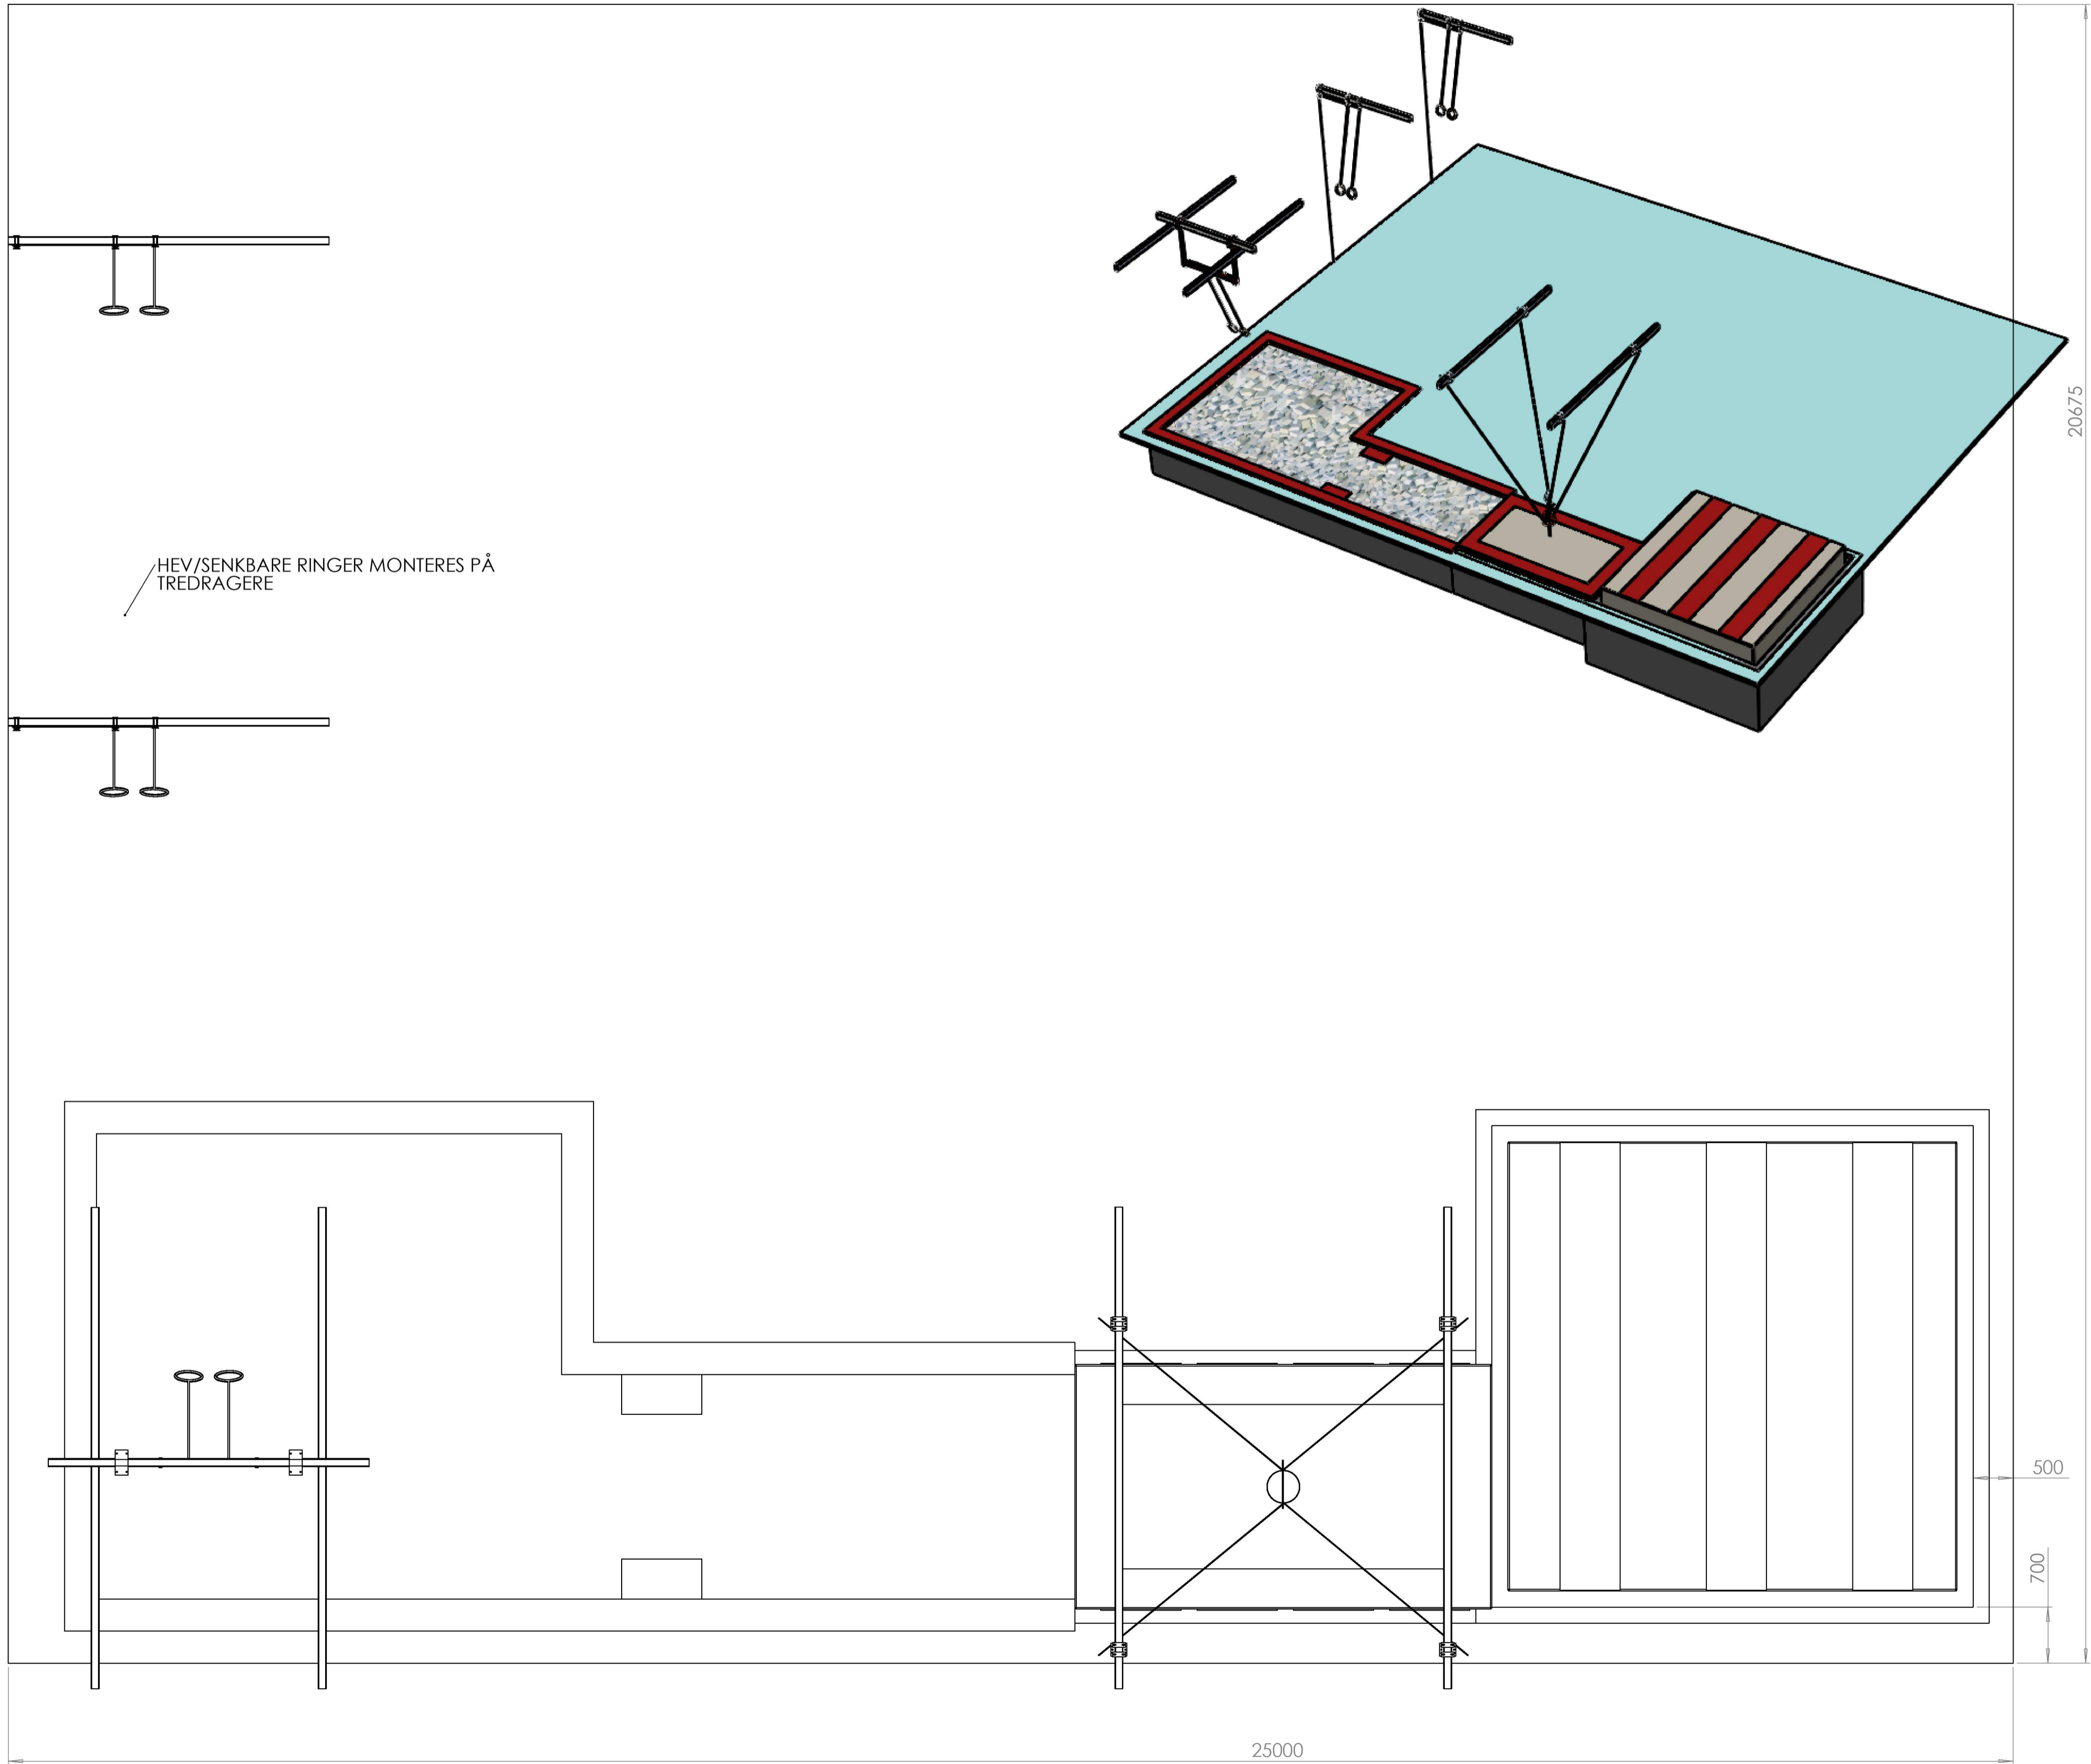 20675
HEV/SENKBARE RINGER MONTERES PÅ
TREDRAGERE
500
700
25000